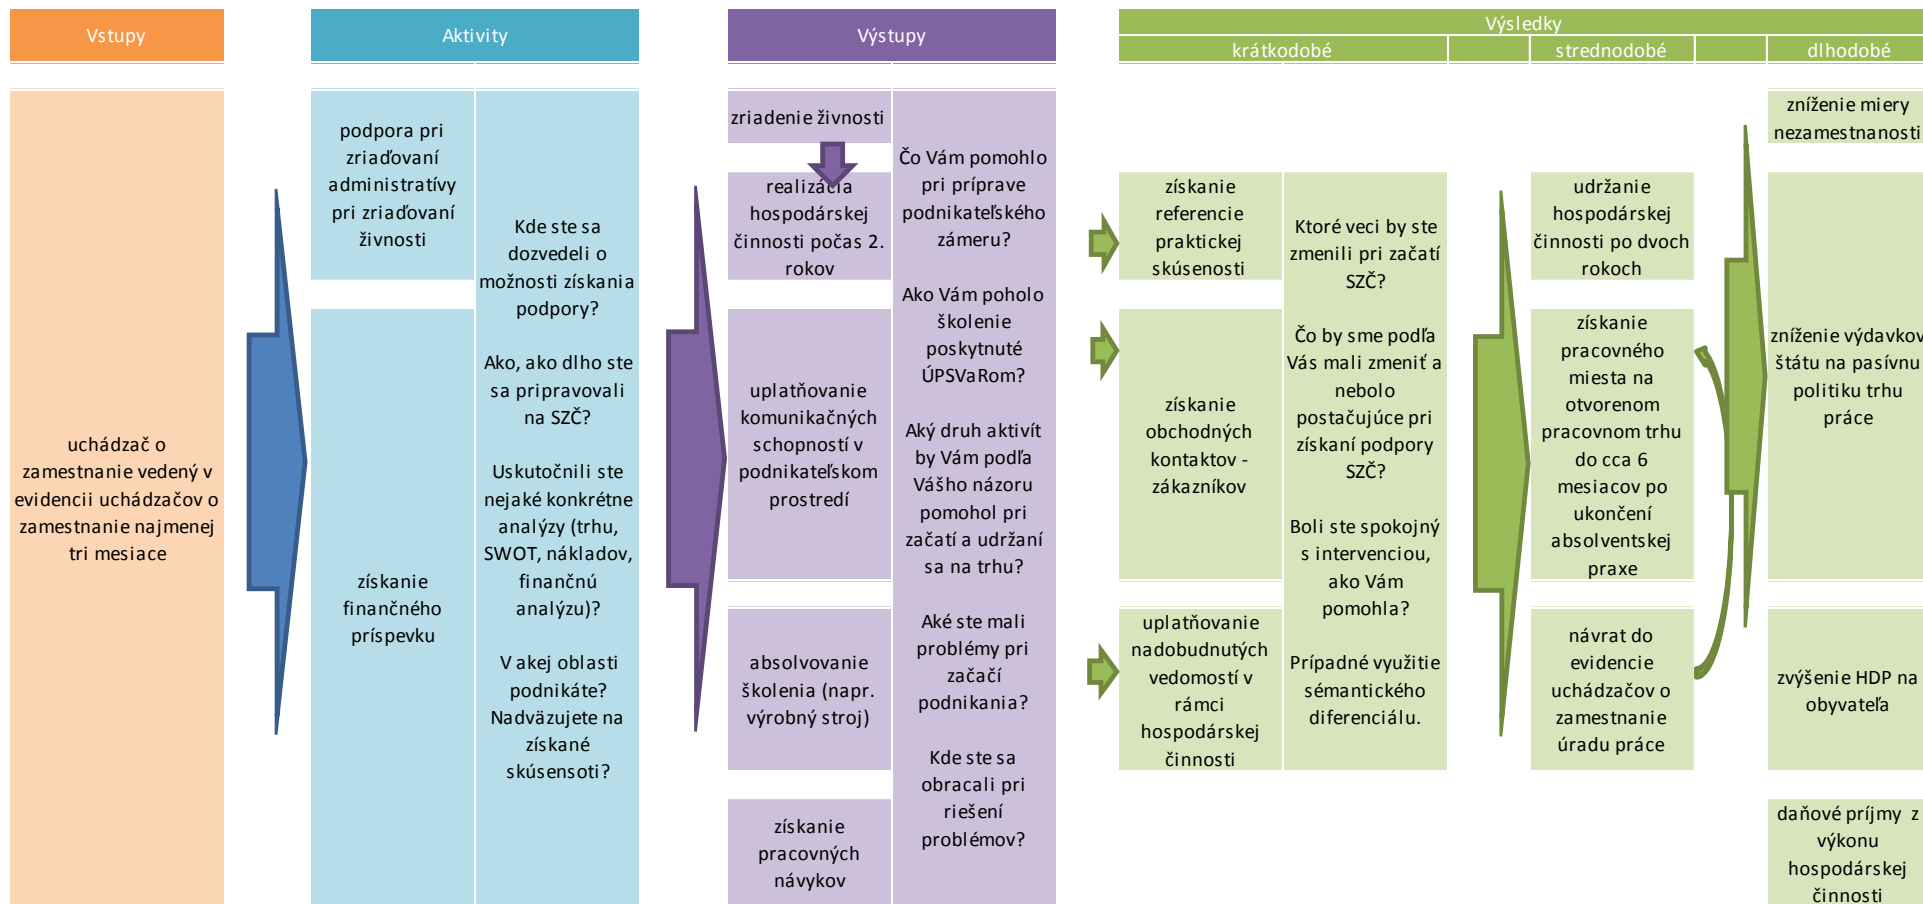 Vstupy
Aktivity
Výstupy
Výsledky
krátkodobé
strednodobé
dlhodobé
uchádzač o
zamestnanie vedený v
evidencii uchádzačov o
zamestnanie najmenej
tri mesiace
podpora pri
zriaďovaní
administratívy
pri zriaďovaní
živnosti
získanie
finančného
príspevku
Kde ste sa
dozvedeli o
možnosti získania
podpory?
Ako, ako dlho ste
sa pripravovali
na SZČ?
Uskutočnili ste
nejaké konkrétne
analýzy (trhu,
SWOT, nákladov,
finančnú
analýzu)?
V akej oblasti
podnikáte?
Nadväzujete na
získané
skúsensoti?
zriadenie živnosti
realizácia
hospodárskej
činnosti počas 2.
rokov
uplatňovanie
komunikačných
schopností v
podnikateľskom
prostredí
absolvovanie
školenia (napr.
výrobný stroj)
získanie
pracovných
návykov
Čo Vám pomohlo
pri príprave
podnikateľského
zámeru?
Ako Vám poholo
školenie
poskytnuté
ÚPSVaRom?
Aký druh aktivít
by Vám podľa
Vášho názoru
pomohol pri
začatí a udržaní
sa na trhu?
Aké ste mali
problémy pri
začačí
podnikania?
Kde ste sa
obracali pri
riešení
problémov?
získanie
referencie
praktickej
skúsenosti
získanie
obchodných
kontaktov -
zákazníkov
uplatňovanie
nadobudnutých
vedomostí v
rámci
hospodárskej
činnosti
Ktoré veci by ste
zmenili pri začatí
SZČ?
Čo by sme podľa
Vás mali zmeniť a
nebolo
postačujúce pri
získaní podpory
SZČ?
Boli ste spokojný
s intervenciou,
ako Vám
pomohla?
Prípadné využitie
sémantického
diferenciálu.
udržanie
hospodárskej
činnosti po dvoch
rokoch
získanie
pracovného
miesta na
otvorenom
pracovnom trhu
do cca 6
mesiacov po
ukončení
absolventskej
praxe
návrat do
evidencie
uchádzačov o
zamestnanie
úradu práce
zníženie miery
nezamestnanosti
zníženie výdavkov
štátu na pasívnu
politiku trhu
práce
zvýšenie HDP na
obyvateľa
daňové príjmy z
výkonu
hospodárskej
činnosti